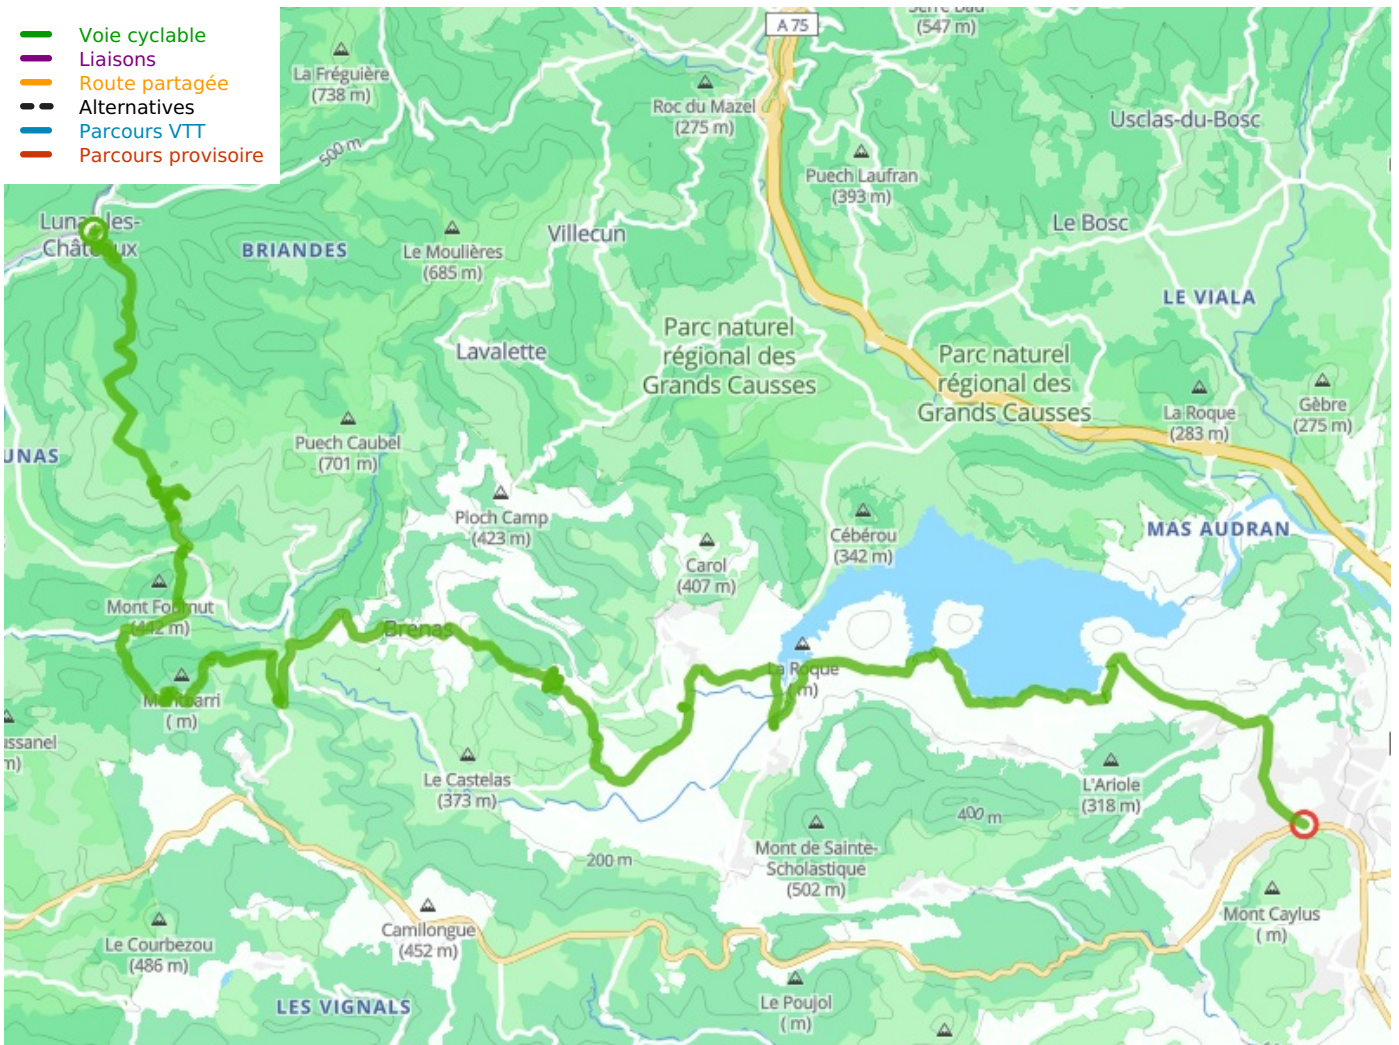 Voie cyclable
Liaisons
Route partagée
Alternatives
Parcours VTT
Parcours provisoire
A 75
(547 m)
La Fréguière
(738 m)
Roc du Mazel
(275 m)
Usclas-du-Bosc
500 m
Puech Laufran
(393 m)
Le Bosc
Villecun
BRIANDES
Le Moulières
(685 m)
LE VIALA
Parc naturel
régional des
Grands Causses
Lavalette
Parc naturel
régional des
Grands Causses
La Roque
(283 m)
Gèbre
(275 m)
Puech Caubel
(701 m)
UNAS
Pioch Camp
(423 m)
Cébérou
(342 m)
MAS AUDRAN
Carol
(407 m)
Mont Fournut
(442 m)
Brenas
La Roque
( m)
( m)
ssanel
m)
Le Castelas
(373 m)
L'Ariole
(318 m)
400 m
Mont de Sainte-
Scholastique
(502 m)
200 m
Mont Caylus
( m)
Camilongue
(452 m)
Le Courbezou
(486 m)
Le Poujol
( m)
LES VIGNALS